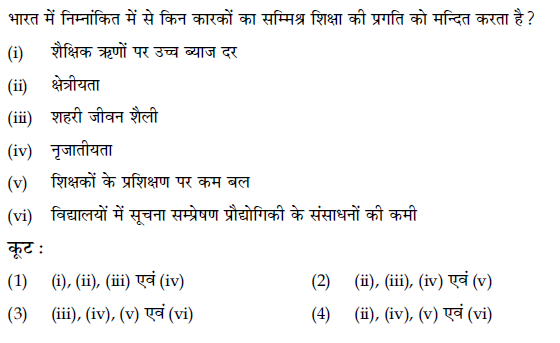 भारत में निम्नांकित में से किन कारकों का सम्मिश्र शिक्षा की प्रगति को मन्दित करता है ?
(i) शैक्षिक ऋणों पर उच्च ब्याज दर
(ii) क्षेत्रीयता
(iii) शहरी जीवन शैली
(iv) नृजातीयता
(v) शिक्षकों के प्रशिक्षण पर कम बल
(vi) विद्यालयों में सूचना सम्प्रेषण प्रौद्योगिकी के संसाधनों की कमी
कूट :
(1) (i), (ii), (iii) एवं (iv) (2) (ii), (iii), (iv) एवं (v)
(3) (iii), (iv), (v) एवं (vi) (4) (ii), (iv), (v) एवं (vi)